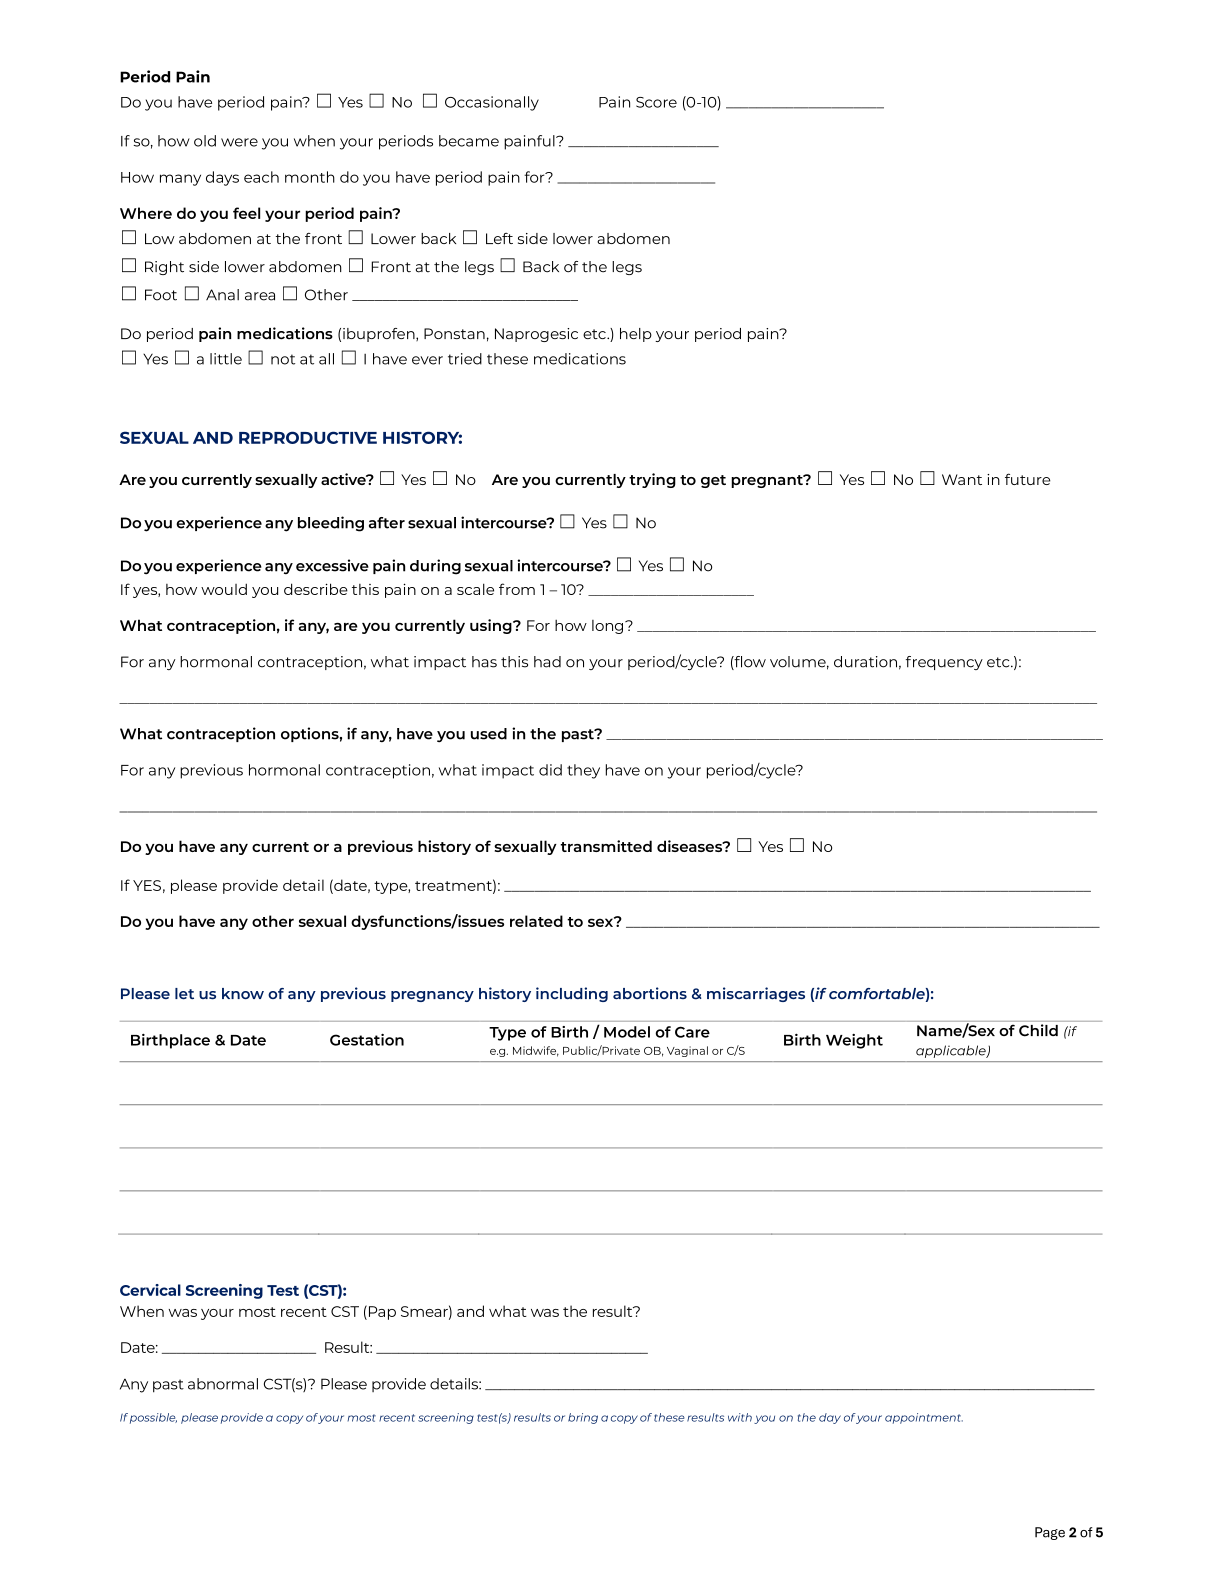 Period Pain
Do you have period pain? ☐ Yes ☐ No ☐ Occasionally Pain Score (0-10) ____________________
If so, how old were you when your periods became painful? ___________________
How many days each month do you have period pain for? ____________________
Where do you feel your period pain?
☐ Low abdomen at the front ☐ Lower back ☐ Left side lower abdomen
☐ Right side lower abdomen ☐ Front at the legs ☐ Back of the legs
☐ Foot ☐ Anal area ☐ Other ______________________________
Do period pain medications (ibuprofen, Ponstan, Naprogesic etc.) help your period pain?
☐ Yes ☐ a little ☐ not at all ☐ I have ever tried these medications
SEXUAL AND REPRODUCTIVE HISTORY:
Are you currently sexually active? ☐ Yes ☐ No Are you currently trying to get pregnant? ☐ Yes ☐ No ☐ Want in future
Do you experience any bleeding after sexual intercourse? ☐ Yes ☐ No
Do you experience any excessive pain during sexual intercourse? ☐ Yes ☐ No
If yes, how would you describe this pain on a scale from 1 – 10? _____________________
What contraception, if any, are you currently using? For how long? ____________________
For any hormonal contraception, what impact has this had on your period/cycle? (flow volume, duration, frequency etc.):
____________________
What contraception options, if any, have you used in the past? ____________________
For any previous hormonal contraception, what impact did they have on your period/cycle?
____________________
Do you have any current or a previous history of sexually transmitted diseases? ☐ Yes ☐ No
If YES, please provide detail (date, type, treatment): ____________________
Do you have any other sexual dysfunctions/issues related to sex? ____________________
Please let us know of any previous pregnancy history including abortions & miscarriages (if comfortable):
Birthplace & Date Gestation Type of Birth / Model of Care Birth Weight Name/Sex of Child (if
e.g. Midwife, Public/Private OB, Vaginal or C/S applicable)
Cervical Screening Test (CST):
When was your most recent CST (Pap Smear) and what was the result?
Date: ____________________ Result: ____________________
Any past abnormal CST(s)? Please provide details: ____________________
If possible, please provide a copy of your most recent screening test(s) results or bring a copy of these results with you on the day of your appointment.
Page 2 of 5